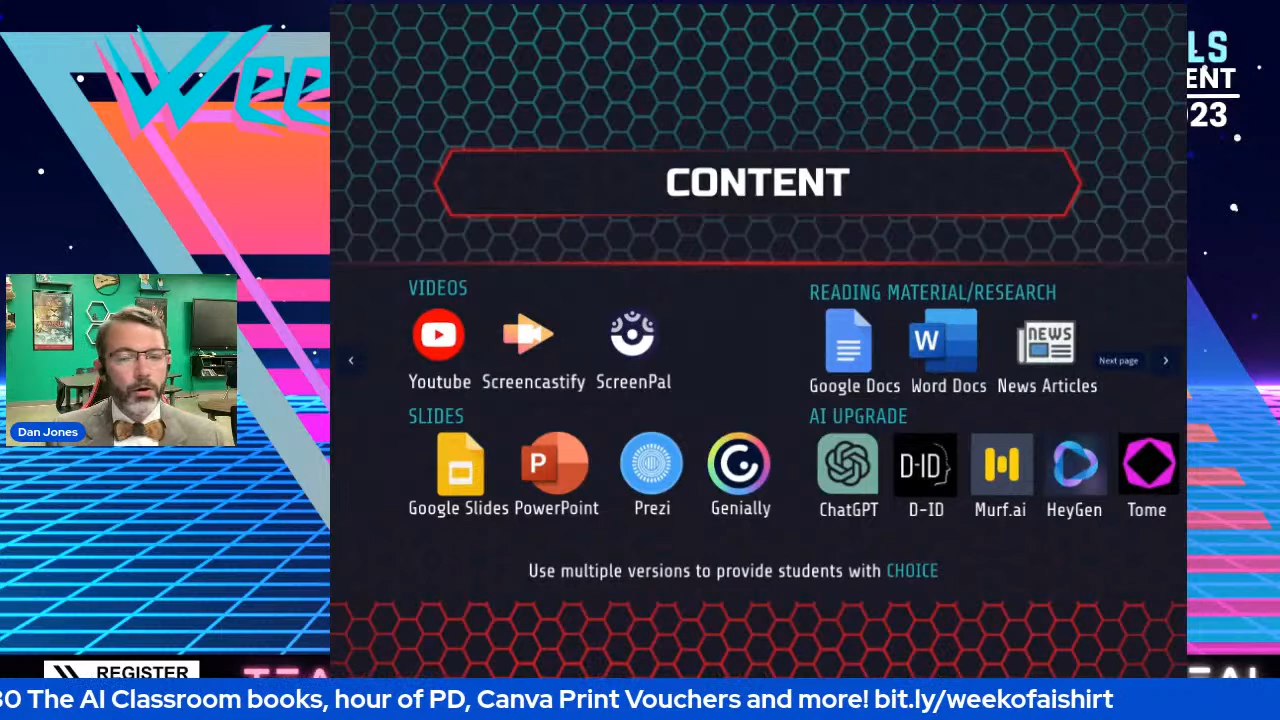 Wee
LS
ENT
23
CONTENT
VIDEOS
Youtube Screencastify ScreenPal
READING MATERIAL/RESEARCH
W
NEWS
Google Docs Word Docs News Articles
Next page
SLIDES
P
Google Slides PowerPoint Prezi Genially
AI UPGRADE
D-ID
ChatGPT D-ID Murf.ai HeyGen Tome
Use multiple versions to provide students with CHOICE
Dan Jones
REGISTER
30 The AI Classroom books, hour of PD, Canva Print Vouchers and more! bit.ly/weekofaishirt